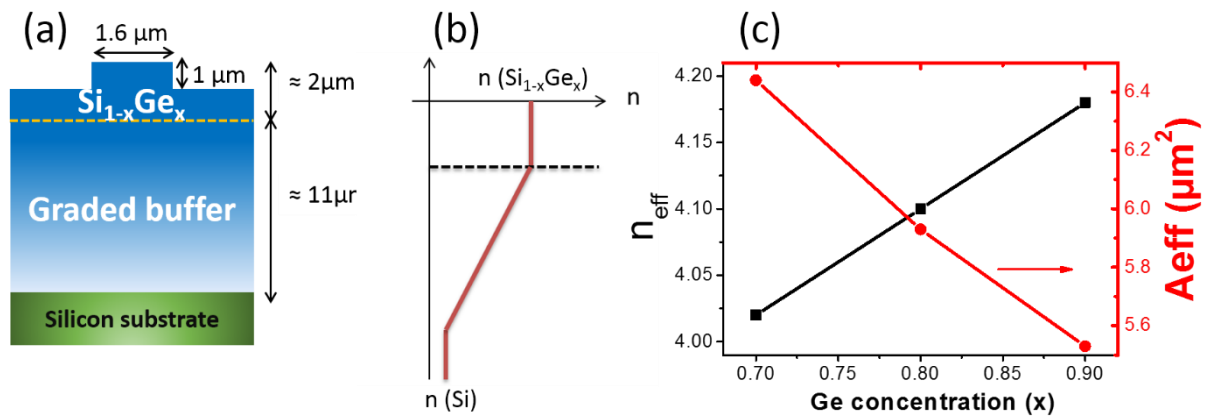 (a)
1.6 µm
1 µm
≈ 2µm
Si₁₋ₓGeₓ
≈ 11µr
Graded buffer
Silicon substrate
(b)
n (Si₁₋ₓGeₓ)
n
n (Si)
(c)
4.20
4.15
4.10
4.05
4.00
n_eff
6.4
6.2
6.0
5.8
5.6
Aeff (µm²)
0.70
0.75
0.80
0.85
0.90
Ge concentration (x)